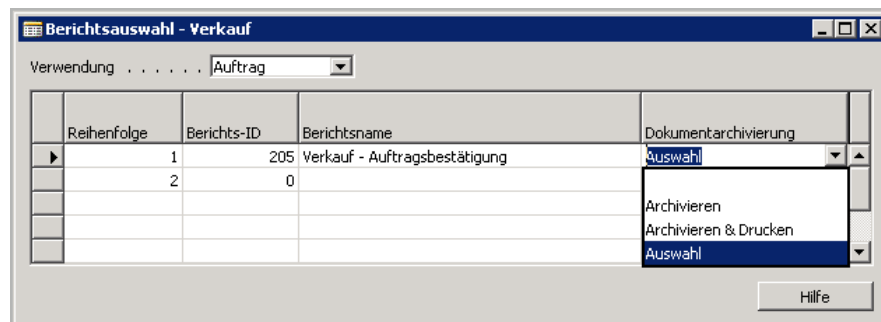 Berichtsauswahl - Verkauf
Verwendung . . . . . . Auftrag
Reihenfolge Berichts-ID Berichtsname Dokumentarchivierung
1 205 Verkauf - Auftragsbestätigung Auswahl
2 0
Archivieren
Archivieren & Drucken
Auswahl
Hilfe